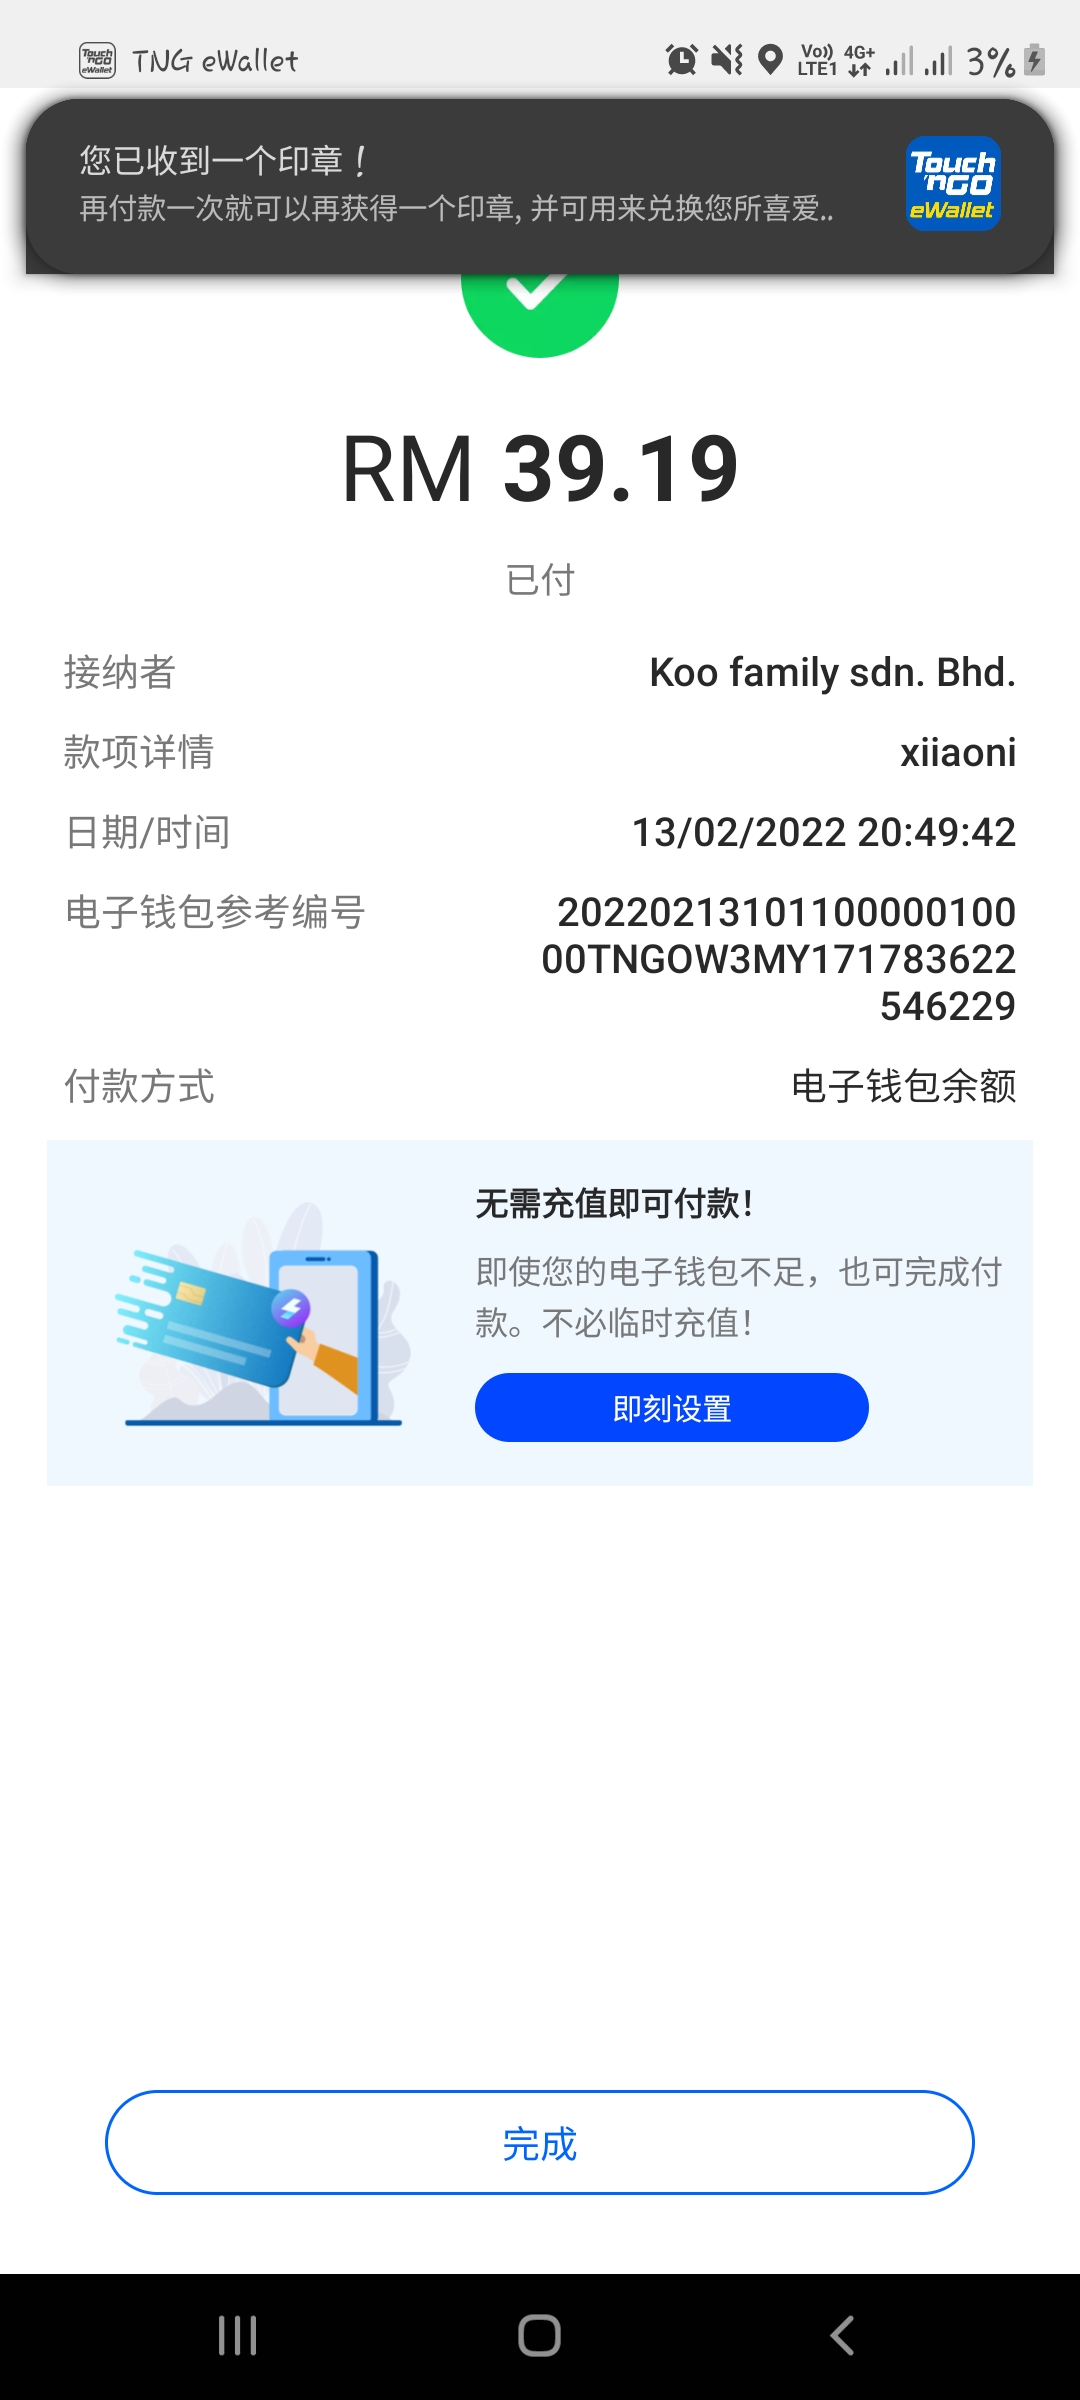 TNG eWallet
Vo)) LTE1 4G+ 3%
您已收到一个印章！
再付款一次就可以再获得一个印章, 并可用来兑换您所喜爱..
Touch 'nGO eWallet
RM 39.19
已付
接纳者 Koo family sdn. Bhd.
款项详情 xiiaoni
日期/时间 13/02/2022 20:49:42
电子钱包参考编号 20220213101100000100
00TNGOW3MY171783622
546229
付款方式 电子钱包余额
无需充值即可付款！
即使您的电子钱包不足，也可完成付
款。不必临时充值！
即刻设置
完成